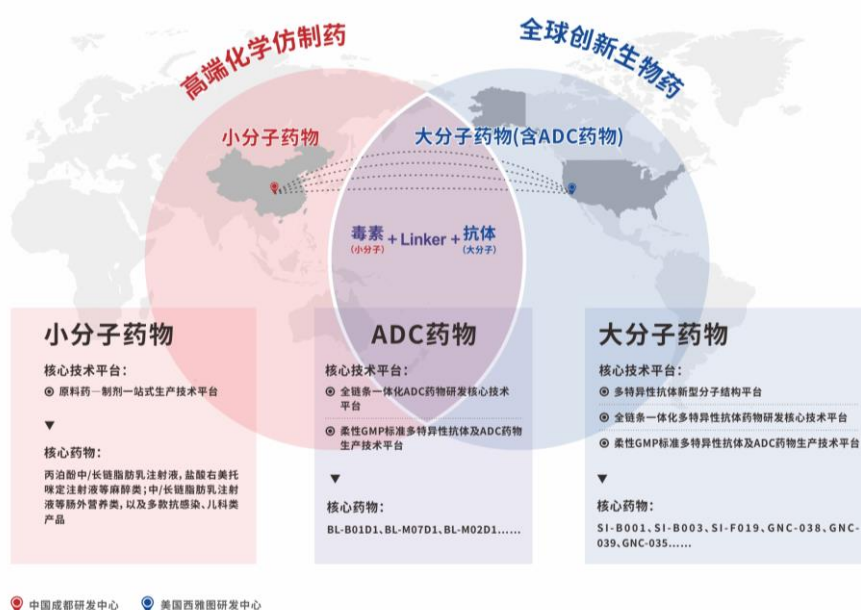 高端化学仿制药
全球创新生物药
小分子药物
大分子药物(含ADC药物)
毒素 + Linker + 抗体
(小分子)
(大分子)
小分子药物
核心技术平台:
原料药—制剂一站式生产技术平台
▼
核心药物:
丙泊酚中/长链脂肪乳注射液,盐酸右美托
咪定注射液等麻醉类;中/长链脂肪乳注射
液等肠外营养类,以及多款抗感染、儿科类
产品
ADC药物
核心技术平台:
全链条一体化ADC药物研发核心技术
平台
柔性GMP标准多特异性抗体及ADC药物
生产技术平台
▼
核心药物:
BL-B01D1、BL-M07D1、BL-M02D1......
大分子药物
核心技术平台:
多特异性抗体新型分子结构平台
全链条一体化多特异性抗体药物研发核心技术平台
柔性GMP标准多特异性抗体及ADC药物生产技术平台
▼
核心药物:
SI-B001、SI-B003、SI-F019、GNC-038、GNC-
039、GNC-035......
中国成都研发中心
美国西雅图研发中心